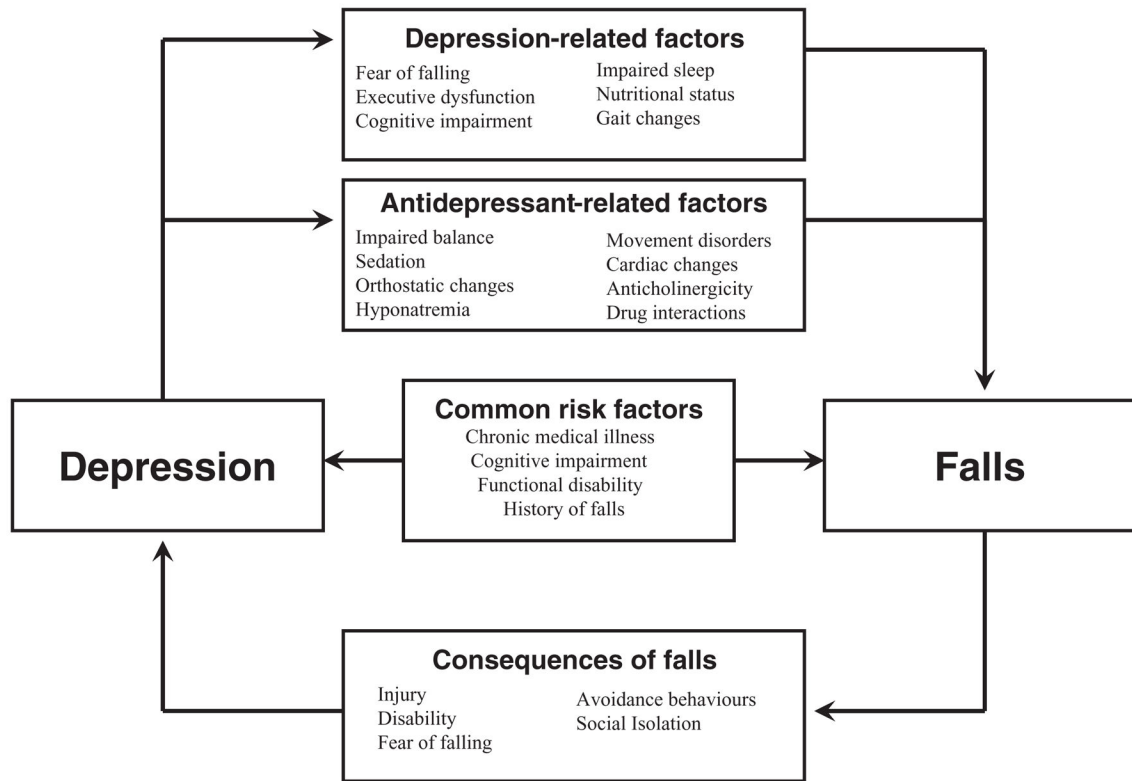 Depression-related factors
Fear of falling
Executive dysfunction
Cognitive impairment
Impaired sleep
Nutritional status
Gait changes
Antidepressant-related factors
Impaired balance
Sedation
Orthostatic changes
Hyponatremia
Movement disorders
Cardiac changes
Anticholinergicity
Drug interactions
Depression
Common risk factors
Chronic medical illness
Cognitive impairment
Functional disability
History of falls
Falls
Consequences of falls
Injury
Disability
Fear of falling
Avoidance behaviours
Social Isolation